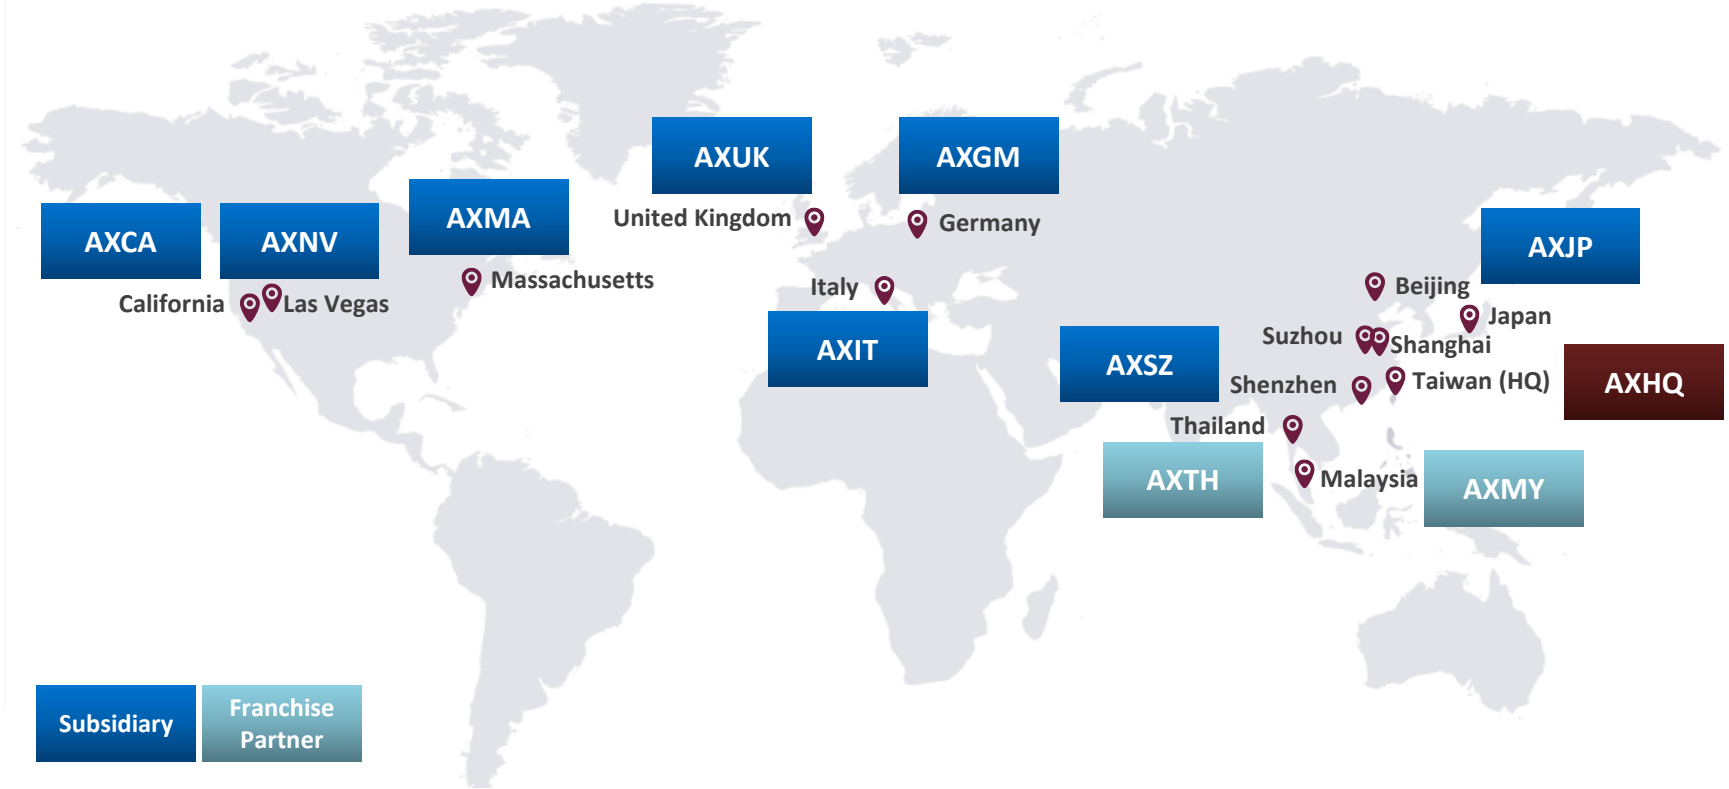 AXUK
AXGM
AXMA
AXCA
AXNV
AXJP
United Kingdom
Germany
Massachusetts
California
Las Vegas
Italy
Beijing
Japan
AXIT
Suzhou
Shanghai
AXSZ
Shenzhen
Taiwan (HQ)
AXHQ
Thailand
AXTH
Malaysia
AXMY
Subsidiary
Franchise
Partner